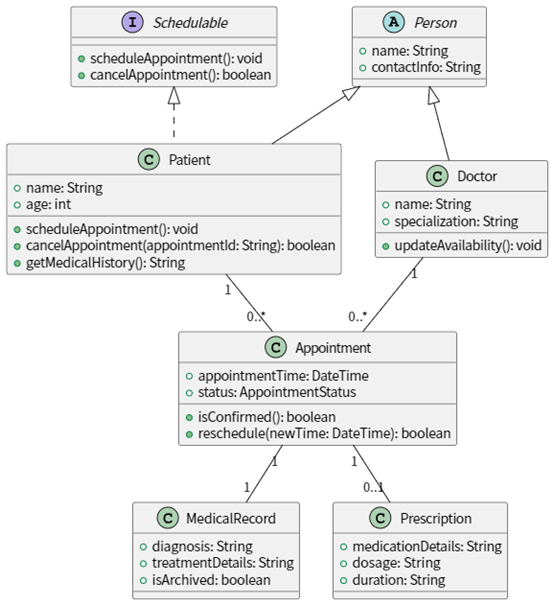 I Schedulable
scheduleAppointment(): void
cancelAppointment(): boolean
A Person
name: String
contactInfo: String
C Patient
name: String
age: int
scheduleAppointment(): void
cancelAppointment(appointmentId: String): boolean
getMedicalHistory(): String
C Doctor
name: String
specialization: String
updateAvailability(): void
1
0..*
1
0..*
C Appointment
appointmentTime: DateTime
status: AppointmentStatus
isConfirmed(): boolean
reschedule(newTime: DateTime): boolean
1
1
1
0..1
C MedicalRecord
diagnosis: String
treatmentDetails: String
isArchived: boolean
C Prescription
medicationDetails: String
dosage: String
duration: String